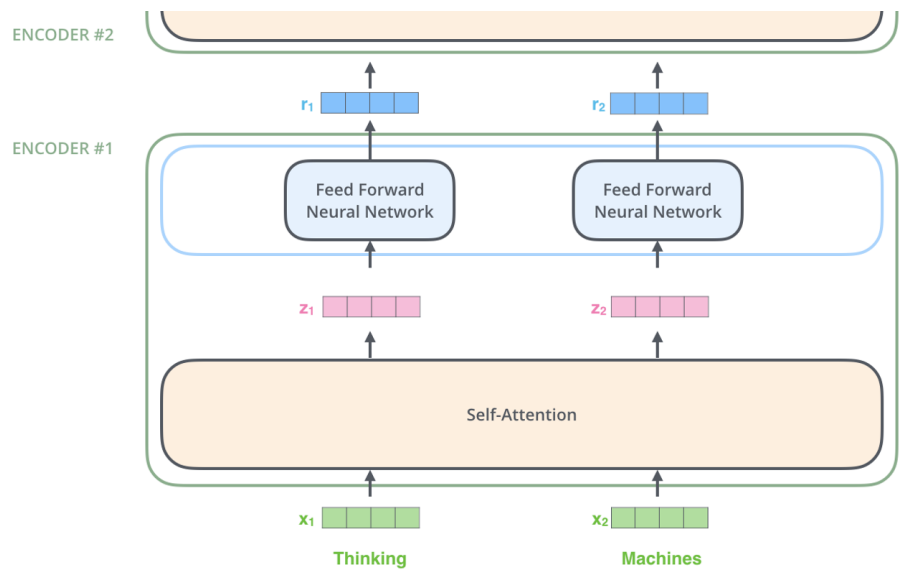 ENCODER #2
r₁
r₂
ENCODER #1
Feed Forward
Neural Network
Feed Forward
Neural Network
z₁
z₂
Self-Attention
x₁
x₂
Thinking
Machines